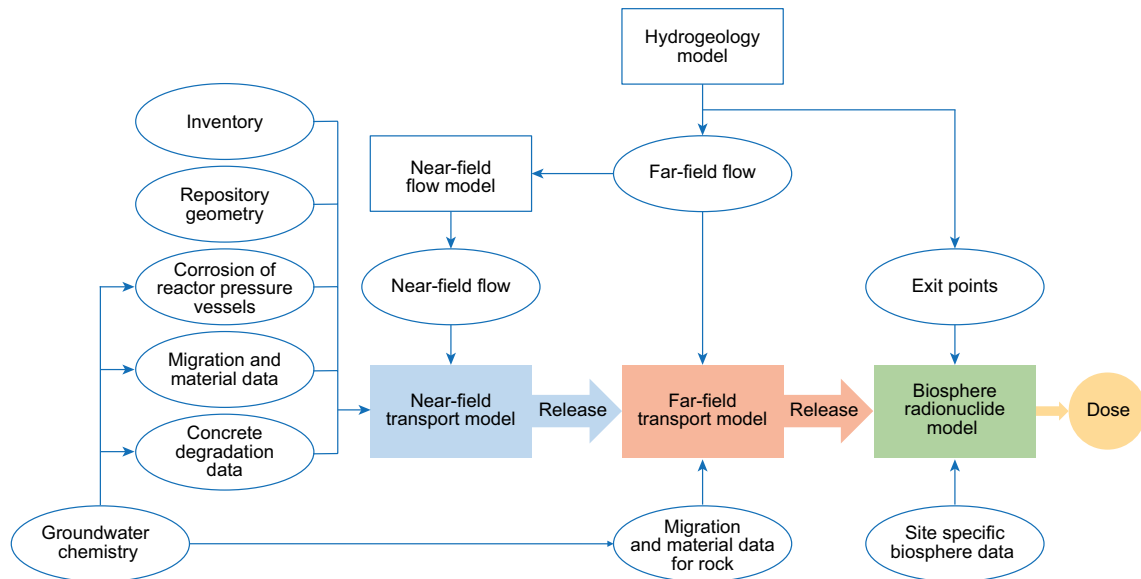 Hydrogeology
model
Inventory
Near-field
flow model
Far-field flow
Repository
geometry
Corrosion of
reactor pressure
vessels
Near-field flow
Exit points
Migration and
material data
Near-field
transport model
Release
Far-field
transport model
Release
Biosphere
radionuclide
model
Dose
Concrete
degradation
data
Groundwater
chemistry
Migration
and material data
for rock
Site specific
biosphere data